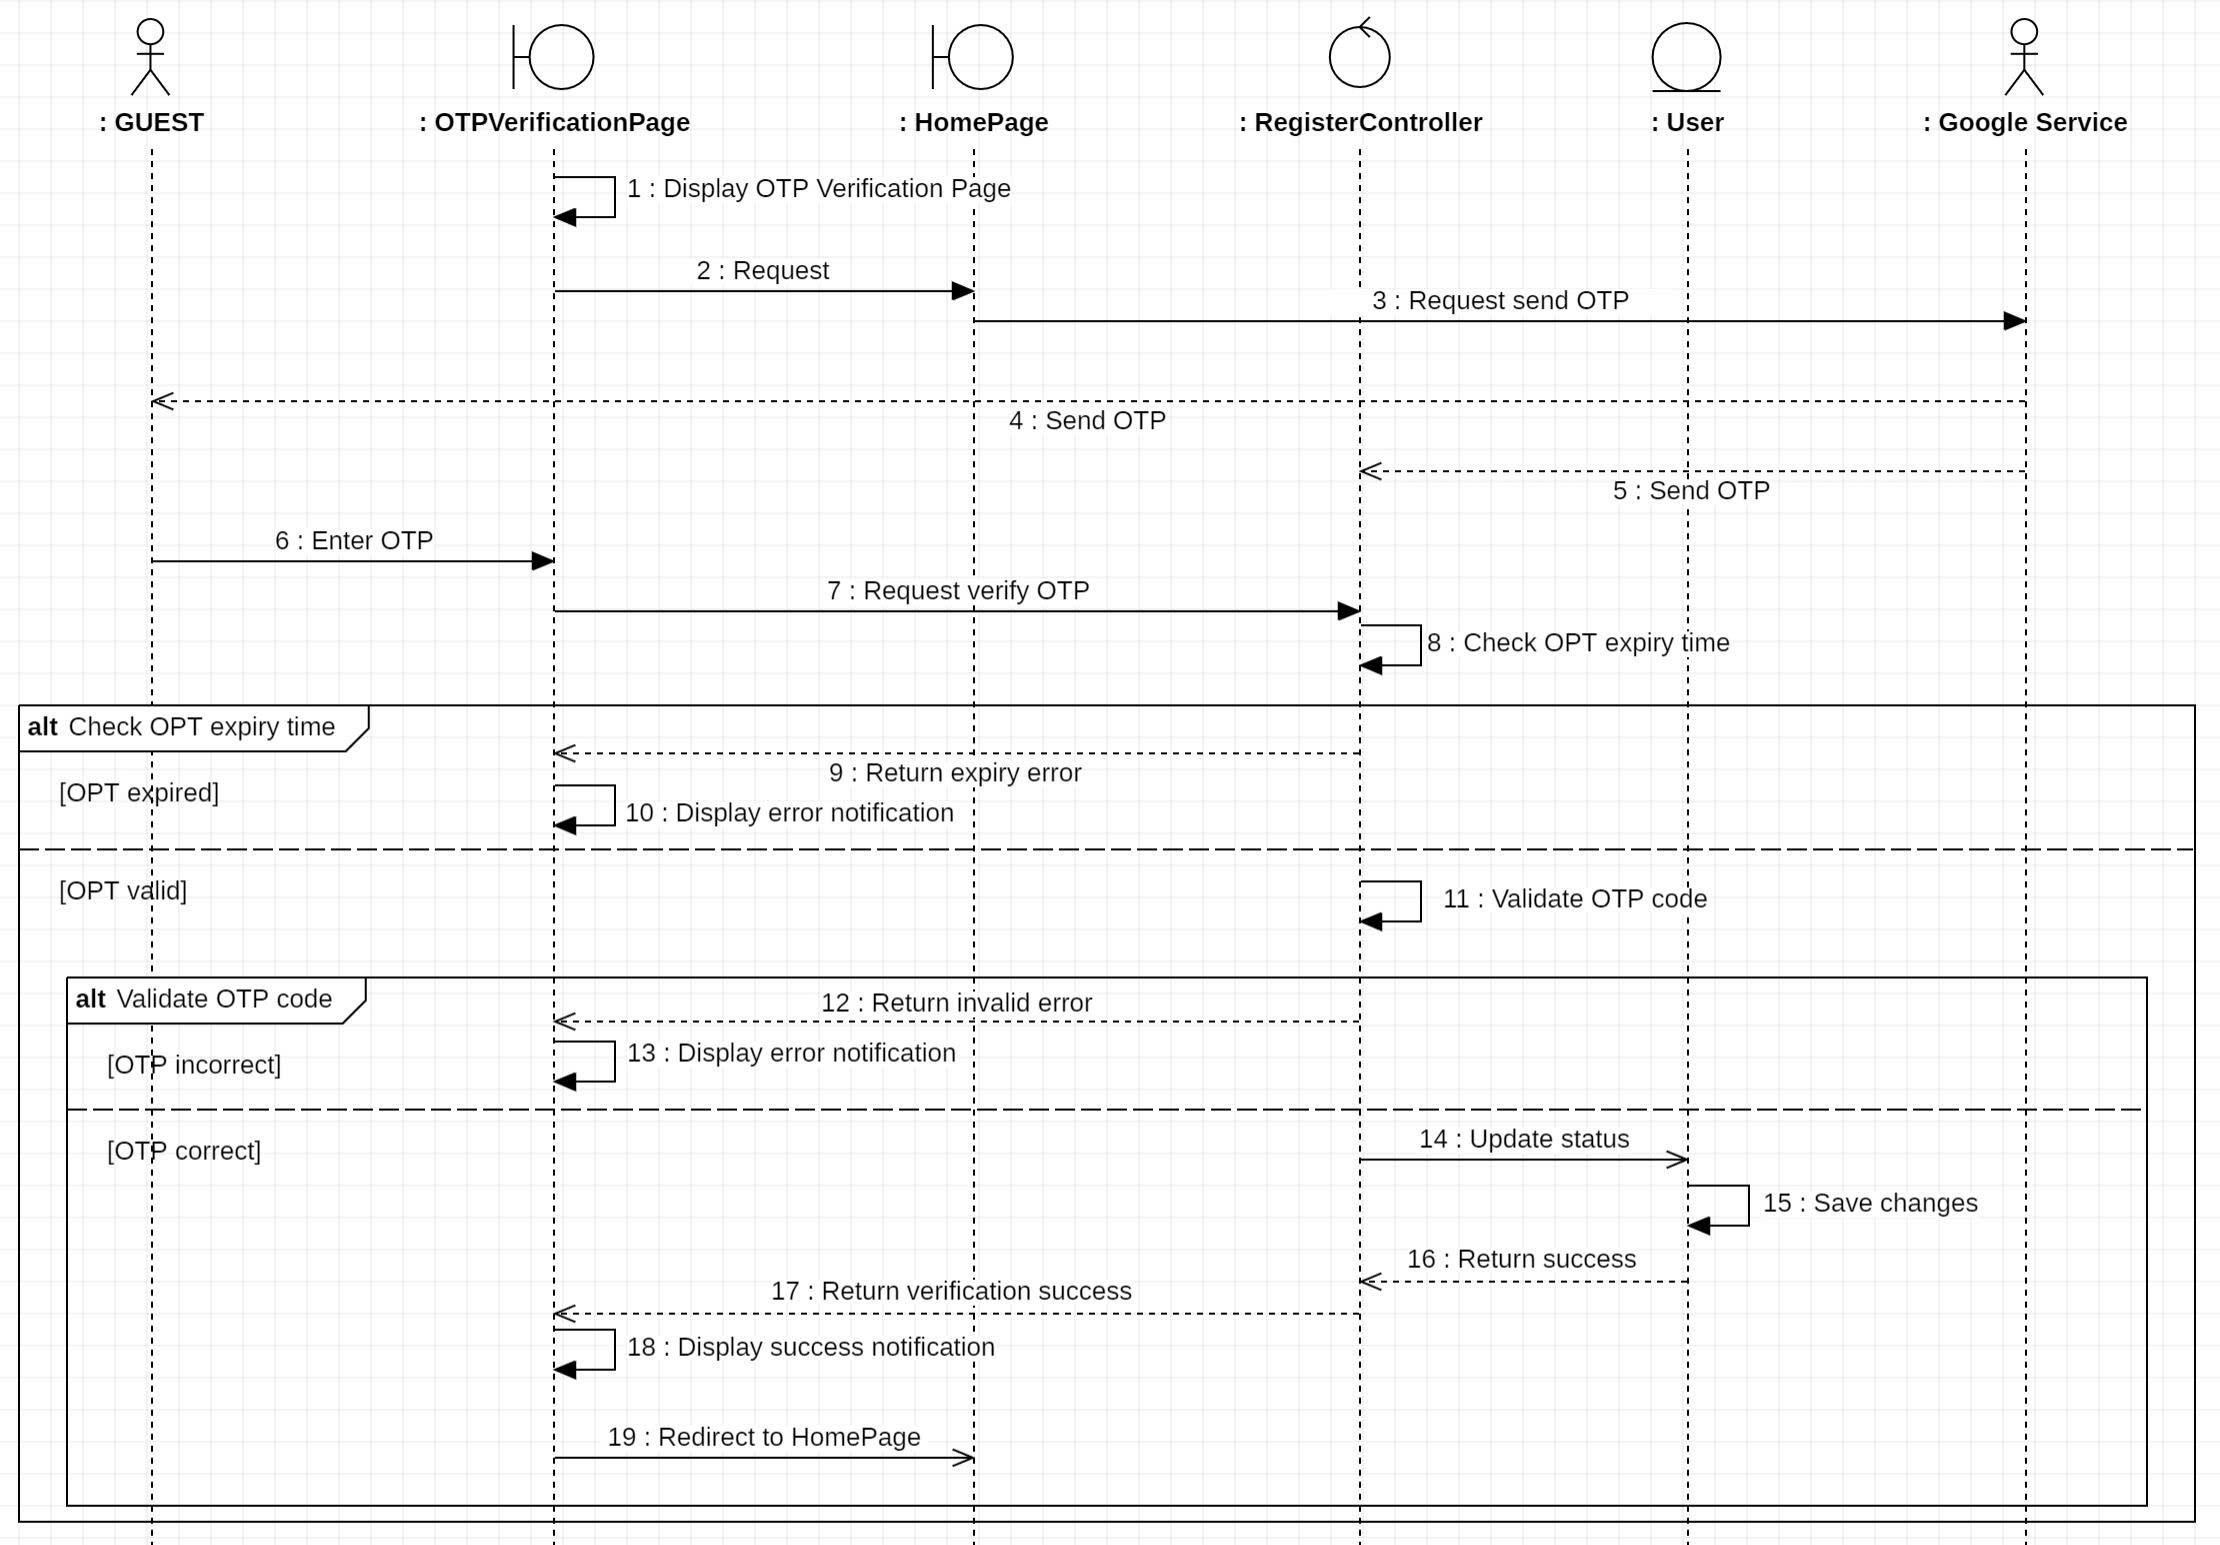 : GUEST
: OTPVerificationPage
: HomePage
: RegisterController
: User
: Google Service
1 : Display OTP Verification Page
2 : Request
3 : Request send OTP
4 : Send OTP
5 : Send OTP
6 : Enter OTP
7 : Request verify OTP
8 : Check OPT expiry time
alt Check OPT expiry time
9 : Return expiry error
[OPT expired]
10 : Display error notification
[OPT valid]
11 : Validate OTP code
alt Validate OTP code
12 : Return invalid error
[OTP incorrect]
13 : Display error notification
[OTP correct]
14 : Update status
15 : Save changes
16 : Return success
17 : Return verification success
18 : Display success notification
19 : Redirect to HomePage